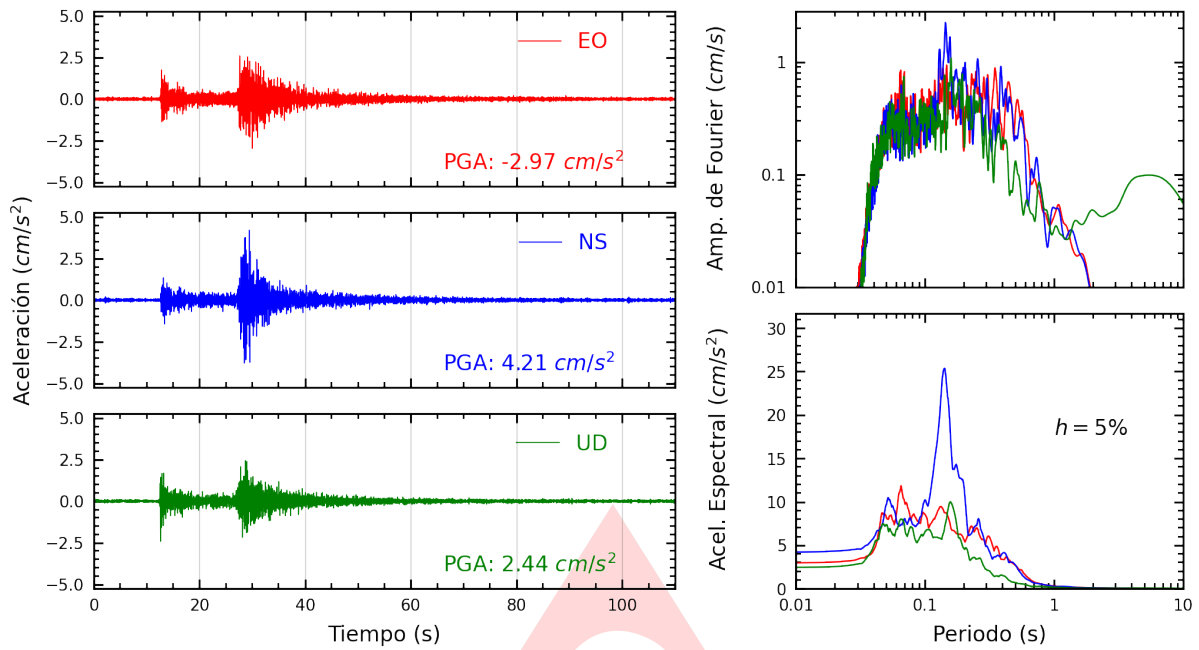 Aceleración (cm/s²)
5.0
2.5
0.0
−2.5
−5.0
EO
PGA: -2.97 cm/s²
5.0
2.5
0.0
−2.5
−5.0
NS
PGA: 4.21 cm/s²
5.0
2.5
0.0
−2.5
−5.0
UD
PGA: 2.44 cm/s²
0 20 40 60 80 100
Tiempo (s)
Amp. de Fourier (cm/s)
1
0.1
0.01
Acel. Espectral (cm/s²)
30
25
20
15
10
5
0
h = 5%
0.01 0.1 1 10
Periodo (s)